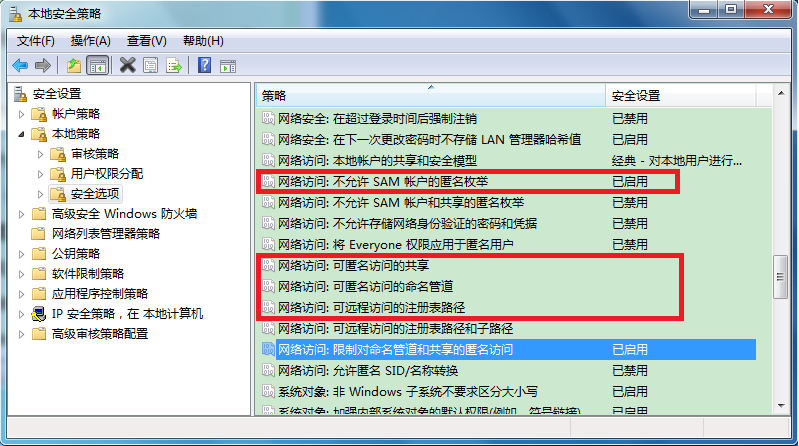 本地安全策略
文件(F) 操作(A) 查看(V) 帮助(H)
安全设置
帐户策略
本地策略
审核策略
用户权限分配
安全选项
高级安全 Windows 防火墙
网络列表管理器策略
公钥策略
软件限制策略
应用程序控制策略
IP 安全策略，在 本地计算机
高级审核策略配置
策略 安全设置
网络安全: 在超过登录时间后强制注销 已禁用
网络安全: 在下一次更改密码时不存储 LAN 管理器哈希值 已启用
网络访问: 本地帐户的共享和安全模型 经典 - 对本地用户进行...
网络访问: 不允许 SAM 帐户的匿名枚举 已启用
网络访问: 不允许 SAM 帐户和共享的匿名枚举 已禁用
网络访问: 不允许存储网络身份验证的密码和凭据 已禁用
网络访问: 将 Everyone 权限应用于匿名用户 已禁用
网络访问: 可匿名访问的共享
网络访问: 可匿名访问的命名管道
网络访问: 可远程访问的注册表路径
网络访问: 可远程访问的注册表路径和子路径
网络访问: 限制对命名管道和共享的匿名访问 已启用
网络访问: 允许匿名 SID/名称转换 已禁用
系统对象: 非 Windows 子系统不要求区分大小写 已启用
系统对象: 加强内部系统对象的默认权限(例如，符号链接) 已启用